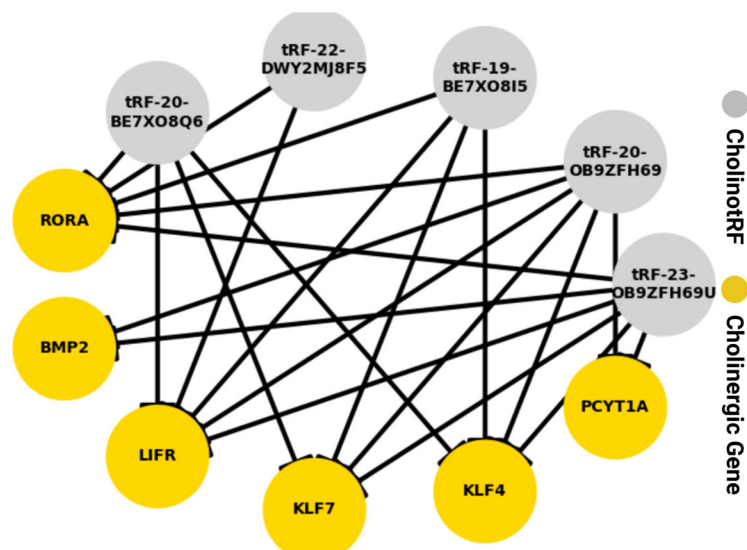 tRF-22-
DWY2MJ8F5
tRF-19-
BE7XO8I5
tRF-20-
BE7XO8Q6
tRF-20-
OB9ZFH69
RORA
tRF-23-
OB9ZFH69U
BMP2
PCYT1A
LIFR
KLF7
KLF4
CholinotRF
Cholinergic Gene